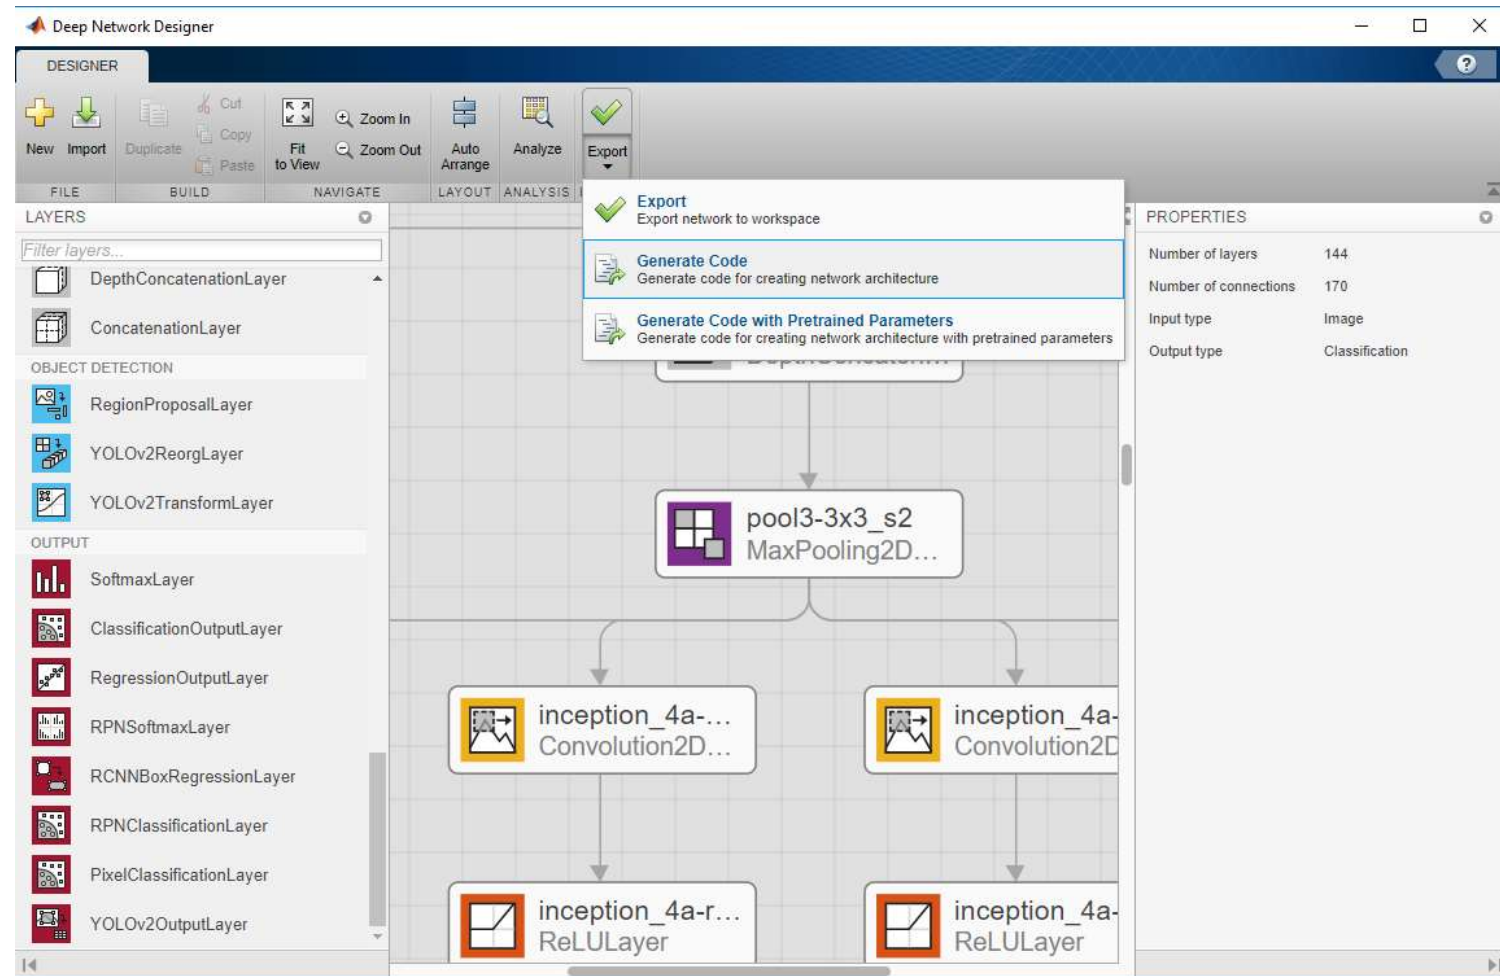 Deep Network Designer
DESIGNER
New
Import
Duplicate
Cut
Copy
Paste
Fit
to View
Zoom In
Zoom Out
Auto
Arrange
Analyze
Export
FILE
BUILD
NAVIGATE
LAYOUT
ANALYSIS
LAYERS
Filter layers...
DepthConcatenationLayer
ConcatenationLayer
OBJECT DETECTION
RegionProposalLayer
YOLOv2ReorgLayer
YOLOv2TransformLayer
OUTPUT
SoftmaxLayer
ClassificationOutputLayer
RegressionOutputLayer
RPNSoftmaxLayer
RCNNBoxRegressionLayer
RPNClassificationLayer
PixelClassificationLayer
YOLOv2OutputLayer
Export
Export network to workspace
Generate Code
Generate code for creating network architecture
Generate Code with Pretrained Parameters
Generate code for creating network architecture with pretrained parameters
pool3-3x3_s2
MaxPooling2D...
inception_4a-...
Convolution2D...
inception_4a-
Convolution2D
inception_4a-r...
ReLULayer
inception_4a-
ReLULayer
PROPERTIES
Number of layers 144
Number of connections 170
Input type Image
Output type Classification